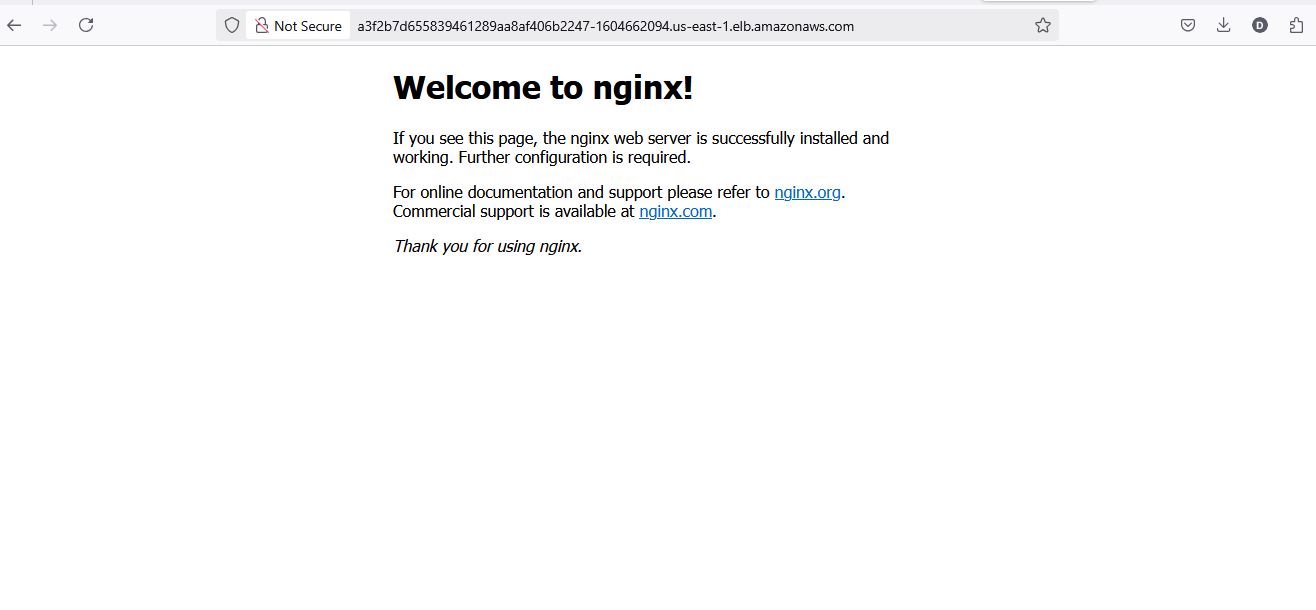 Not Secure a3f2b7d655839461289aa8af406b2247-1604662094.us-east-1.elb.amazonaws.com
D
Welcome to nginx!
If you see this page, the nginx web server is successfully installed and
working. Further configuration is required.
For online documentation and support please refer to nginx.org.
Commercial support is available at nginx.com.
Thank you for using nginx.